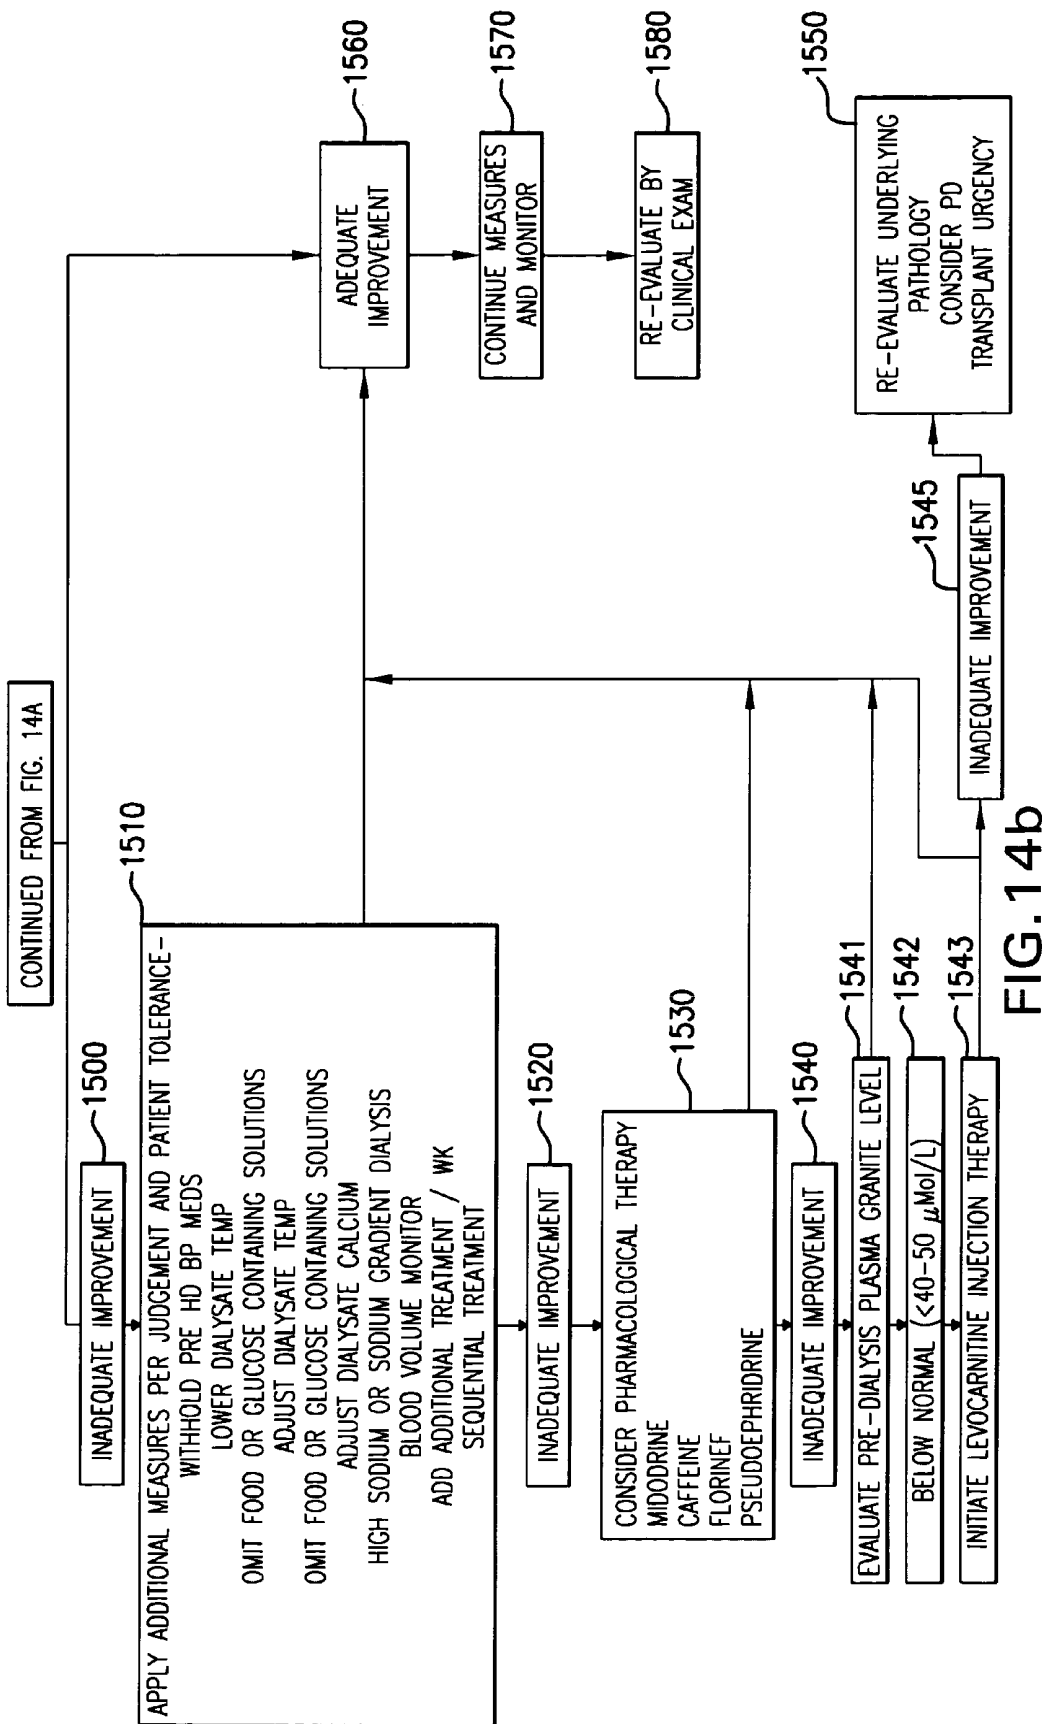 CONTINUED FROM FIG. 14A
INADEQUATE IMPROVEMENT
1500
APPLY ADDITIONAL MEASURES PER JUDGEMENT AND PATIENT TOLERANCE-
WITHHOLD PRE HD BP MEDS
LOWER DIALYSATE TEMP
OMIT FOOD OR GLUCOSE CONTAINING SOLUTIONS
ADJUST DIALYSATE TEMP
OMIT FOOD OR GLUCOSE CONTAINING SOLUTIONS
ADJUST DIALYSATE CALCIUM
HIGH SODIUM OR SODIUM GRADIENT DIALYSIS
BLOOD VOLUME MONITOR
ADD ADDITIONAL TREATMENT / WK
SEQUENTIAL TREATMENT
1510
INADEQUATE IMPROVEMENT
1520
CONSIDER PHARMACOLOGICAL THERAPY
MIDODRINE
CAFFEINE
FLORINEF
PSEUDOEPHRIDRINE
1530
INADEQUATE IMPROVEMENT
1540
EVALUATE PRE-DIALYSIS PLASMA GRANITE LEVEL
1541
BELOW NORMAL (<40-50 μMol/L)
1542
INITIATE LEVOCARNITINE INJECTION THERAPY
1543
INADEQUATE IMPROVEMENT
1545
RE-EVALUATE UNDERLYING
PATHOLOGY
CONSIDER PD
TRANSPLANT URGENCY
1550
ADEQUATE
IMPROVEMENT
1560
CONTINUE MEASURES
AND MONITOR
1570
RE-EVALUATE BY
CLINICAL EXAM
1580
FIG. 14b